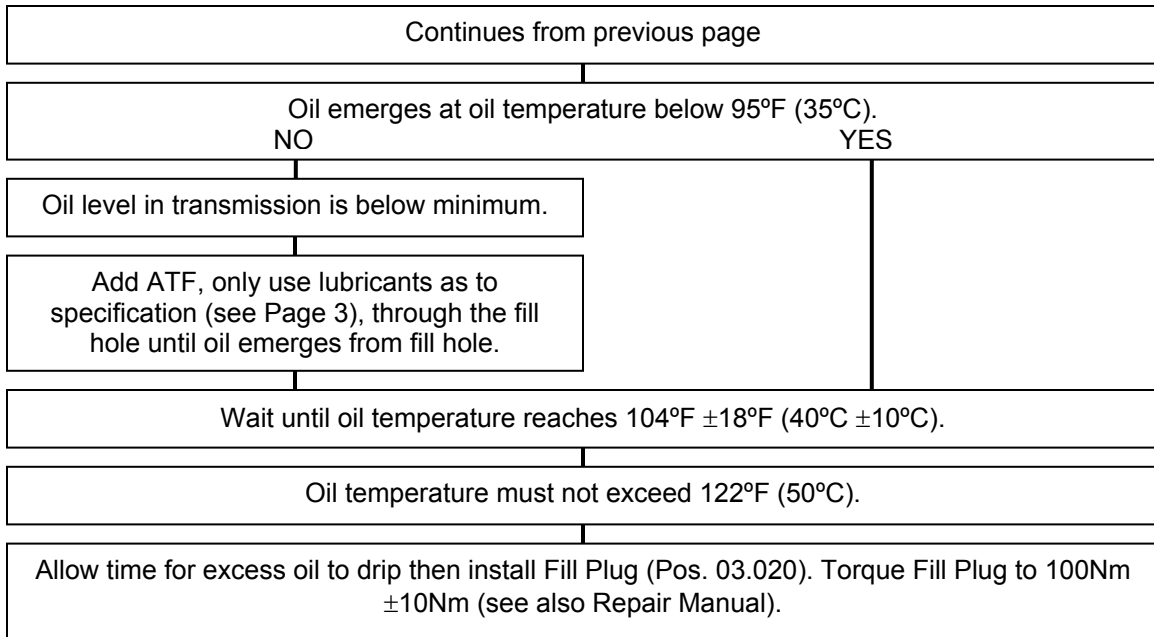 Continues from previous page
Oil emerges at oil temperature below 95ºF (35ºC).
NO YES
Oil level in transmission is below minimum.
Add ATF, only use lubricants as to
specification (see Page 3), through the fill
hole until oil emerges from fill hole.
Wait until oil temperature reaches 104ºF ±18ºF (40ºC ±10ºC).
Oil temperature must not exceed 122ºF (50ºC).
Allow time for excess oil to drip then install Fill Plug (Pos. 03.020). Torque Fill Plug to 100Nm
±10Nm (see also Repair Manual).